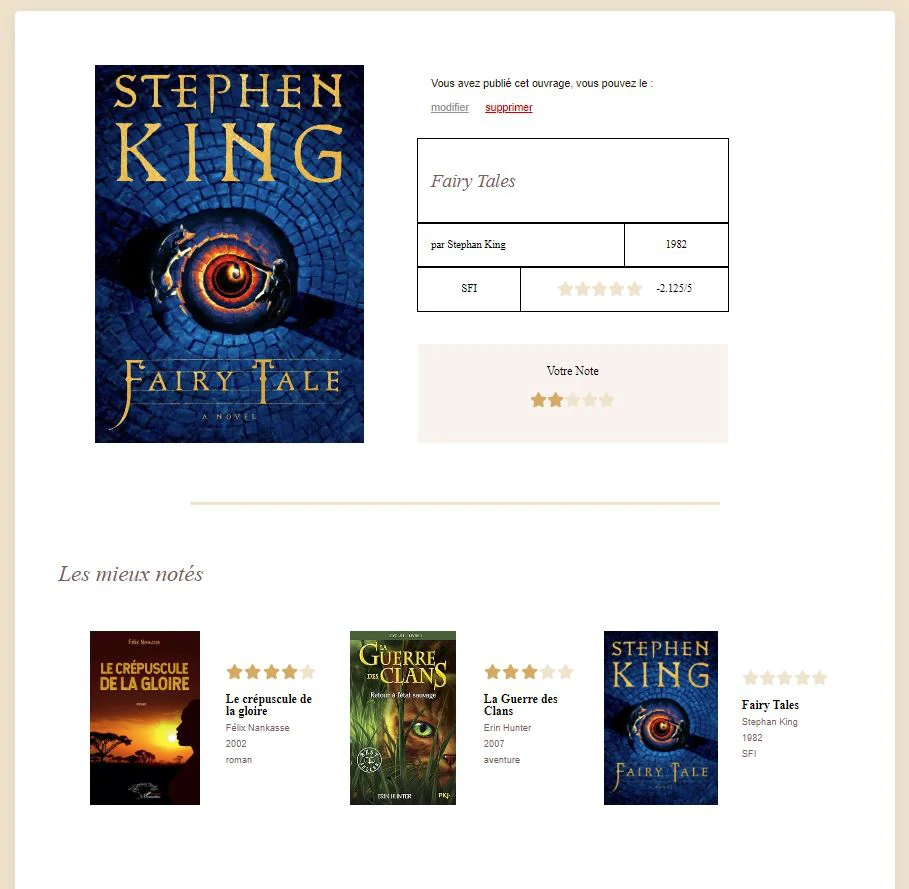 STEPHEN
KING
FAIRY TALE
A NOVEL
Vous avez publié cet ouvrage, vous pouvez le :
modifier supprimer
Fairy Tales
par Stephan King 1982
SFI -2.125/5
Votre Note
Les mieux notés
Félix Nankasse
LE CRÉPUSCULE
DE LA GLOIRE
roman
Le crépuscule de
la gloire
Félix Nankasse
2002
roman
LA
GUERRE
DES CLANS
Retour à l'état sauvage
ERIN HUNTER
PKJ·
La Guerre des
Clans
Erin Hunter
2007
aventure
STEPHEN
KING
FAIRY TALE
A NOVEL
Fairy Tales
Stephan King
1982
SFI